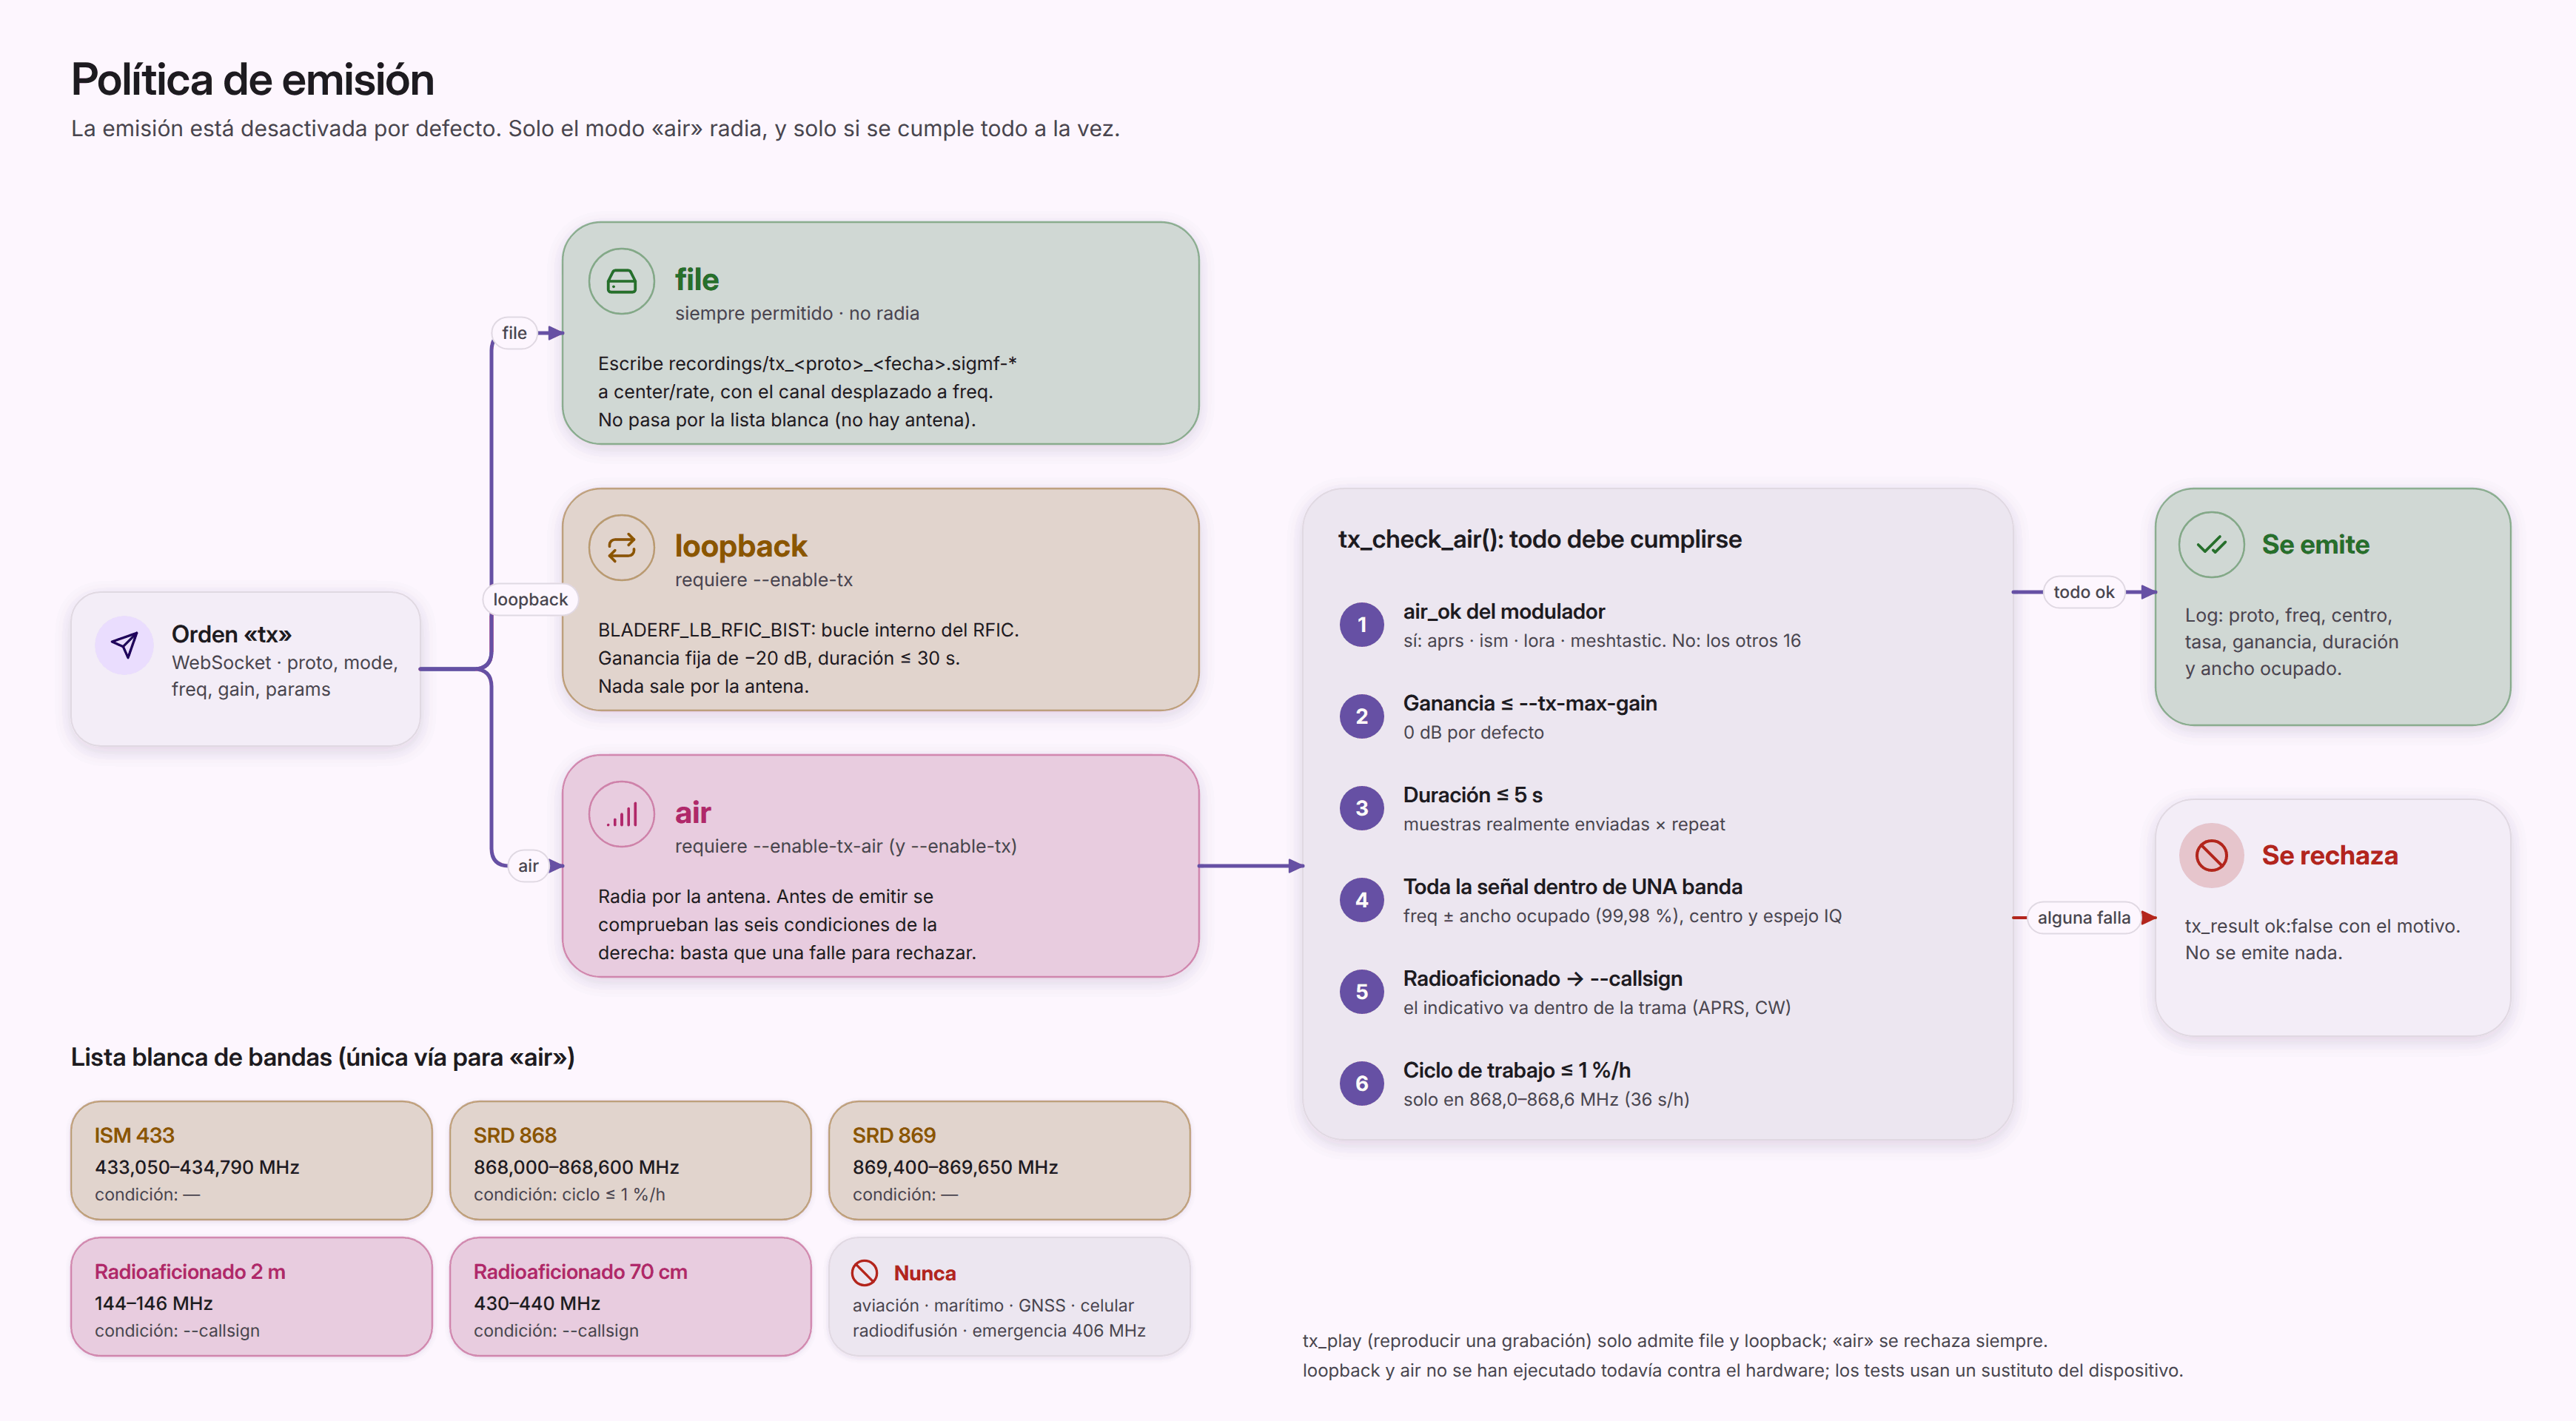 Política de emisión
La emisión está desactivada por defecto. Solo el modo «air» radia, y solo si se cumple todo a la vez.
Orden «tx»
WebSocket · proto, mode,
freq, gain, params
file
loopback
air
file
siempre permitido · no radia
Escribe recordings/tx_<proto>_<fecha>.sigmf-*
a center/rate, con el canal desplazado a freq.
No pasa por la lista blanca (no hay antena).
loopback
requiere --enable-tx
BLADERF_LB_RFIC_BIST: bucle interno del RFIC.
Ganancia fija de −20 dB, duración ≤ 30 s.
Nada sale por la antena.
air
requiere --enable-tx-air (y --enable-tx)
Radia por la antena. Antes de emitir se
comprueban las seis condiciones de la
derecha: basta que una falle para rechazar.
tx_check_air(): todo debe cumplirse
1
air_ok del modulador
sí: aprs · ism · lora · meshtastic. No: los otros 16
2
Ganancia ≤ --tx-max-gain
0 dB por defecto
3
Duración ≤ 5 s
muestras realmente enviadas × repeat
4
Toda la señal dentro de UNA banda
freq ± ancho ocupado (99,98 %), centro y espejo IQ
5
Radioaficionado → --callsign
el indicativo va dentro de la trama (APRS, CW)
6
Ciclo de trabajo ≤ 1 %/h
solo en 868,0–868,6 MHz (36 s/h)
todo ok
alguna falla
Se emite
Log: proto, freq, centro,
tasa, ganancia, duración
y ancho ocupado.
Se rechaza
tx_result ok:false con el motivo.
No se emite nada.
Lista blanca de bandas (única vía para «air»)
ISM 433
433,050–434,790 MHz
condición: —
SRD 868
868,000–868,600 MHz
condición: ciclo ≤ 1 %/h
SRD 869
869,400–869,650 MHz
condición: —
Radioaficionado 2 m
144–146 MHz
condición: --callsign
Radioaficionado 70 cm
430–440 MHz
condición: --callsign
Nunca
aviación · marítimo · GNSS · celular
radiodifusión · emergencia 406 MHz
tx_play (reproducir una grabación) solo admite file y loopback; «air» se rechaza siempre.
loopback y air no se han ejecutado todavía contra el hardware; los tests usan un sustituto del dispositivo.